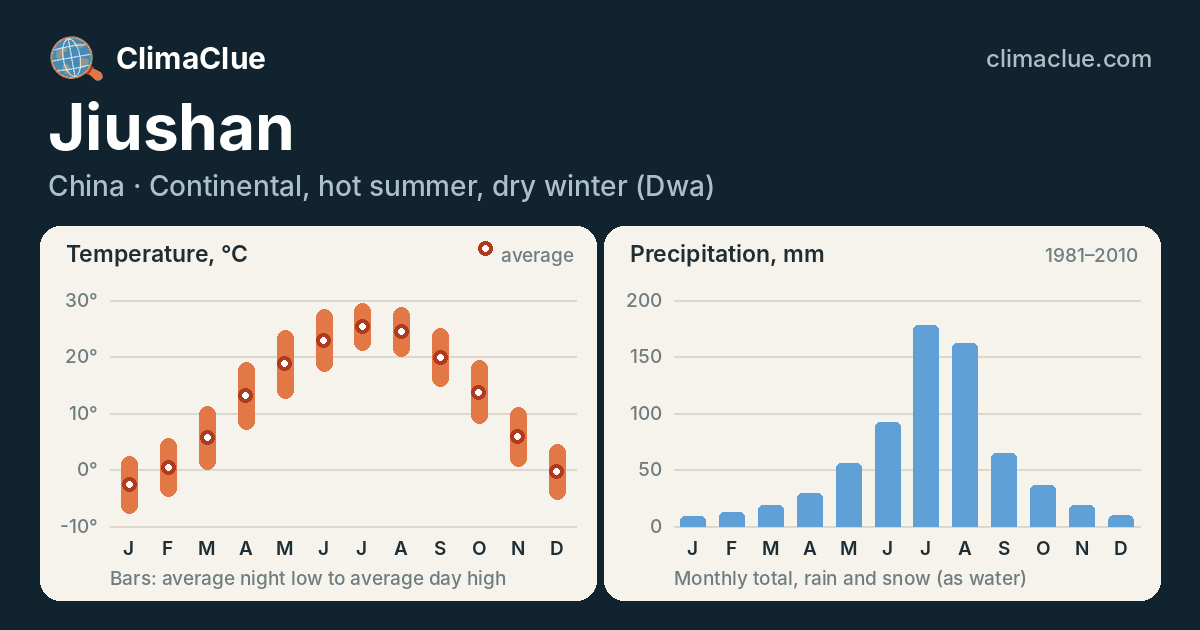 ClimaClue
climaclue.com
Jiushan
China · Continental, hot summer, dry winter (Dwa)
Temperature, °C
average
30°
20°
10°
0°
-10°
J F M A M J J A S O N D
Bars: average night low to average day high
Precipitation, mm
1981–2010
200
150
100
50
0
J F M A M J J A S O N D
Monthly total, rain and snow (as water)